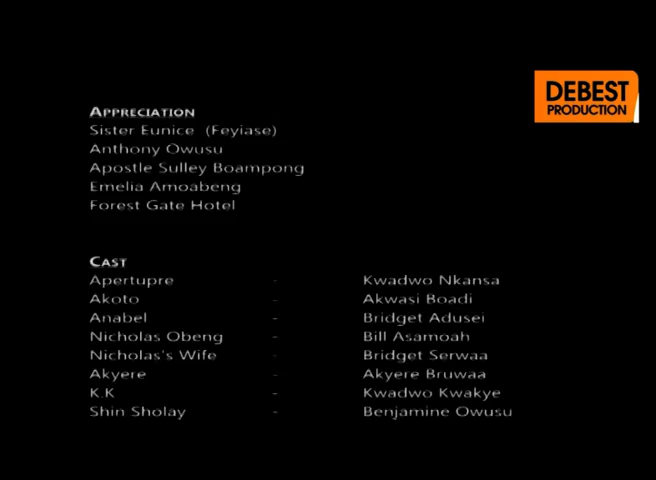 DEBEST
PRODUCTION
APPRECIATION
Sister Eunice (Feyiase)
Anthony Owusu
Apostle Sulley Boampong
Emelia Amoabeng
Forest Gate Hotel
CAST
Apertupre - Kwadwo Nkansa
Akoto - Akwasi Boadi
Anabel - Bridget Adusei
Nicholas Obeng - Bill Asamoah
Nicholas's Wife - Bridget Serwaa
Akyere - Akyere Bruwaa
K.K - Kwadwo Kwakye
Shin Sholay - Benjamine Owusu